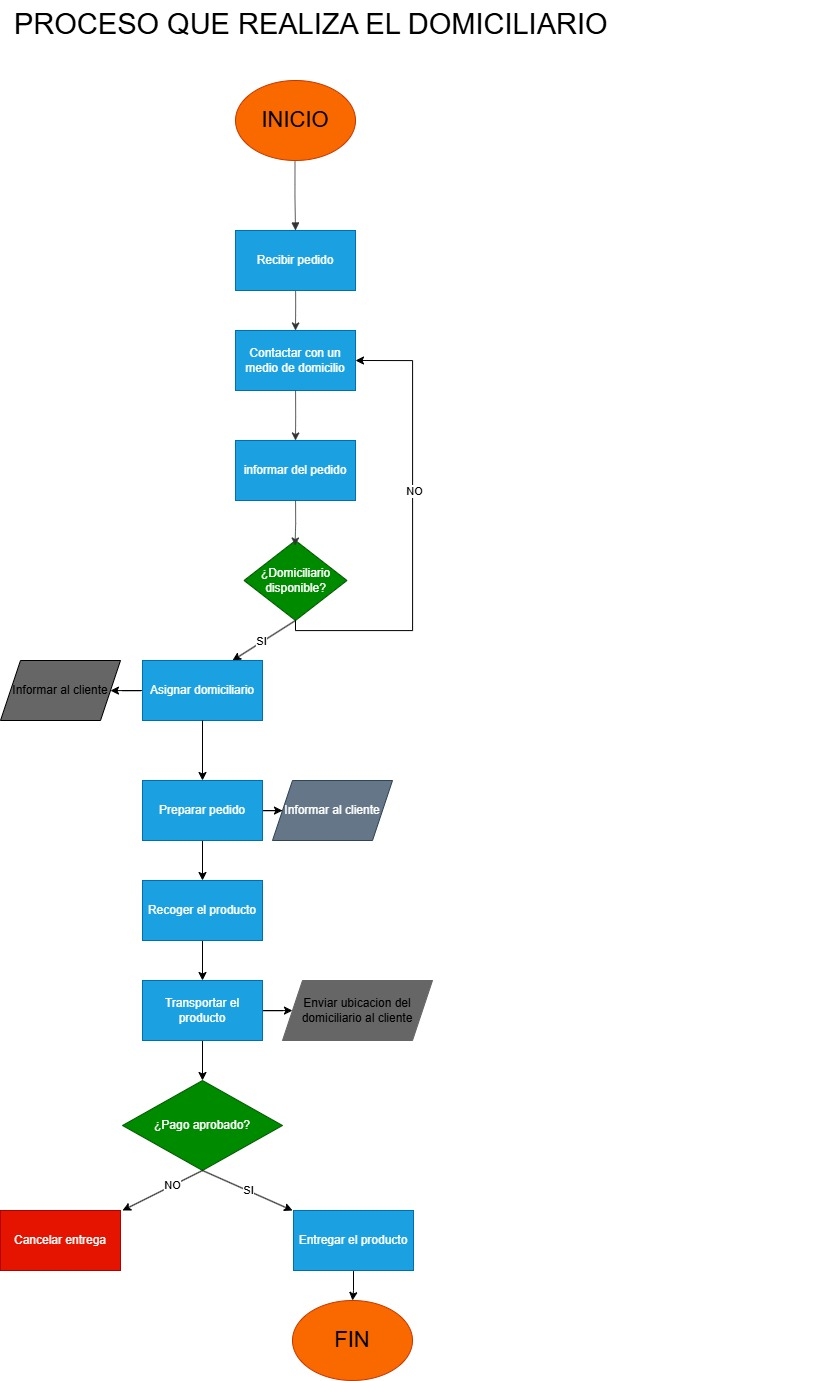 PROCESO QUE REALIZA EL DOMICILIARIO
INICIO
Recibir pedido
Contactar con un
medio de domicilio
informar del pedido
NO
¿Domiciliario
disponible?
SI
Informar al cliente
Asignar domiciliario
Preparar pedido
Informar al cliente
Recoger el producto
Transportar el
producto
Enviar ubicacion del
domiciliario al cliente
¿Pago aprobado?
NO
SI
Cancelar entrega
Entregar el producto
FIN